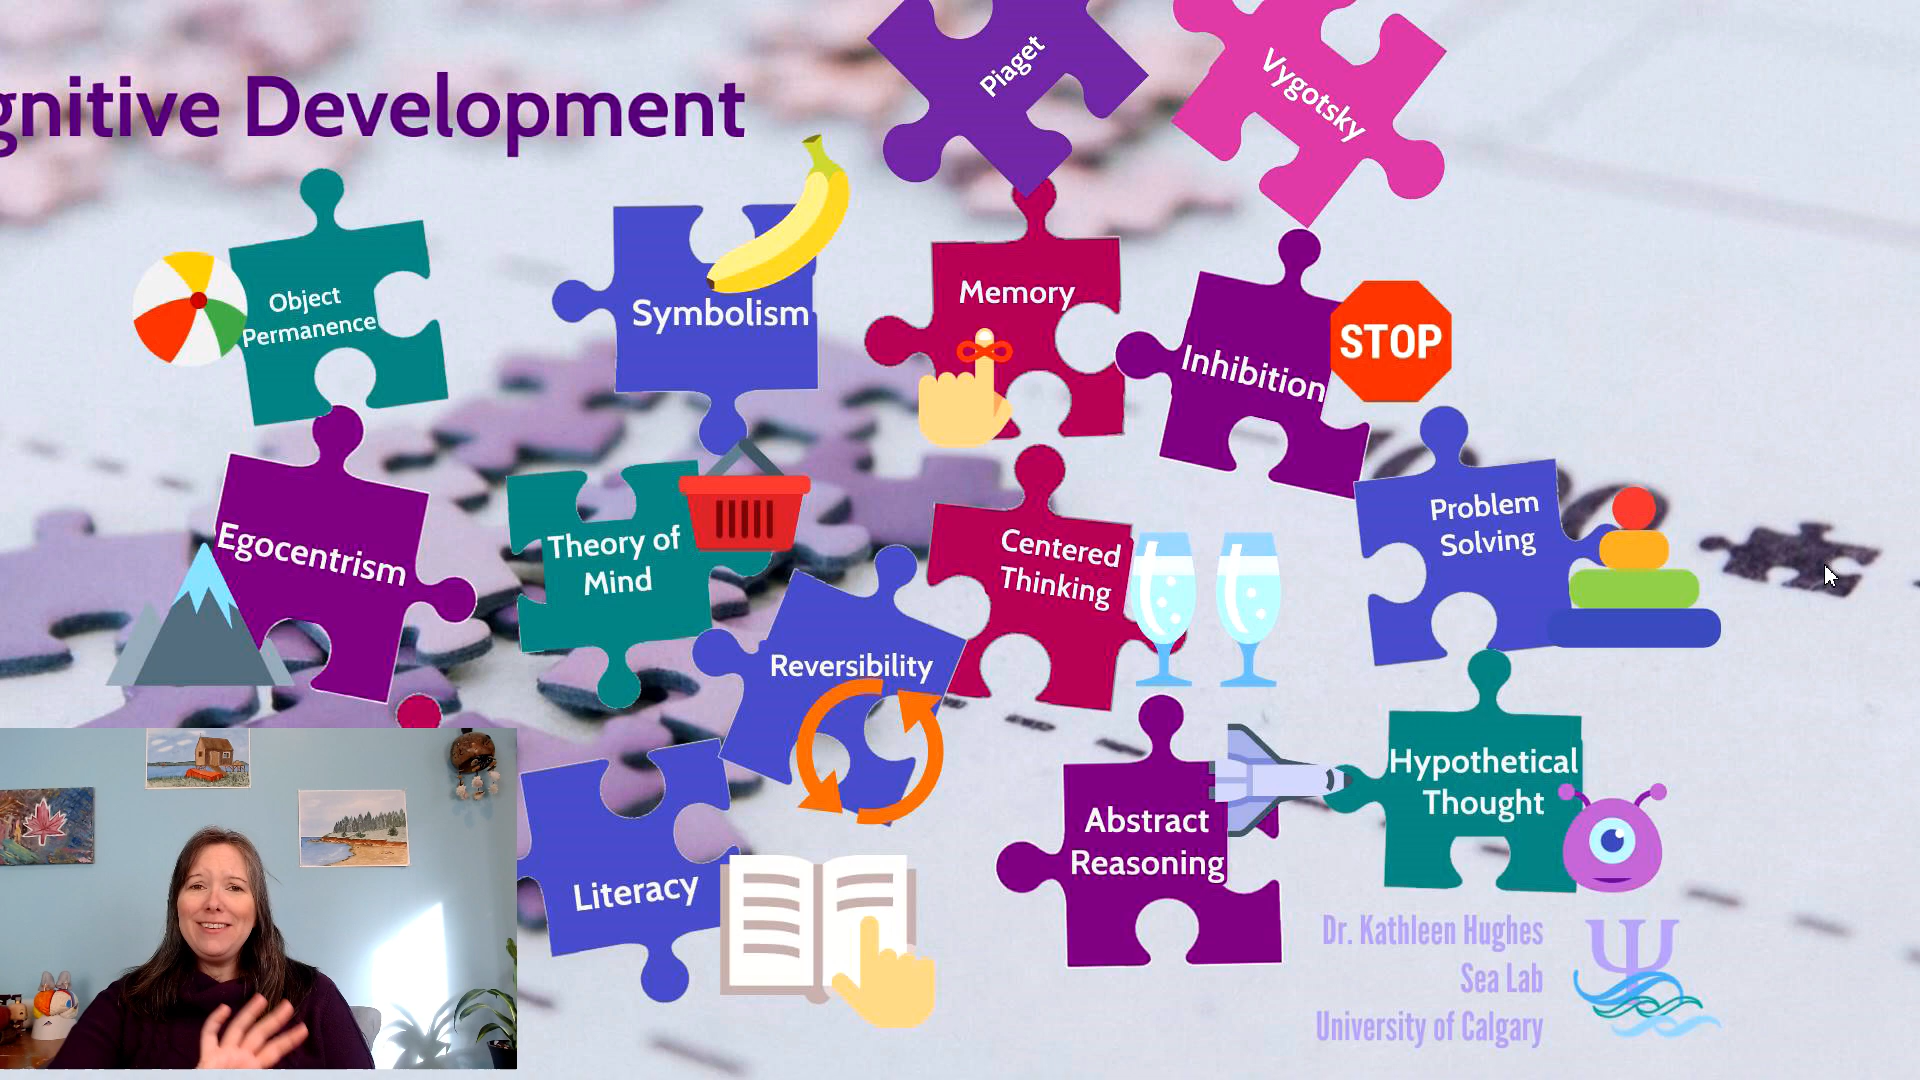 gnitive Development
Piaget
Vygotsky
Object
Permanence
Symbolism
Memory
Inhibition
STOP
Egocentrism
Theory of
Mind
Centered
Thinking
Problem
Solving
Reversibility
Literacy
Abstract
Reasoning
Hypothetical
Thought
Dr. Kathleen Hughes
Sea Lab
University of Calgary